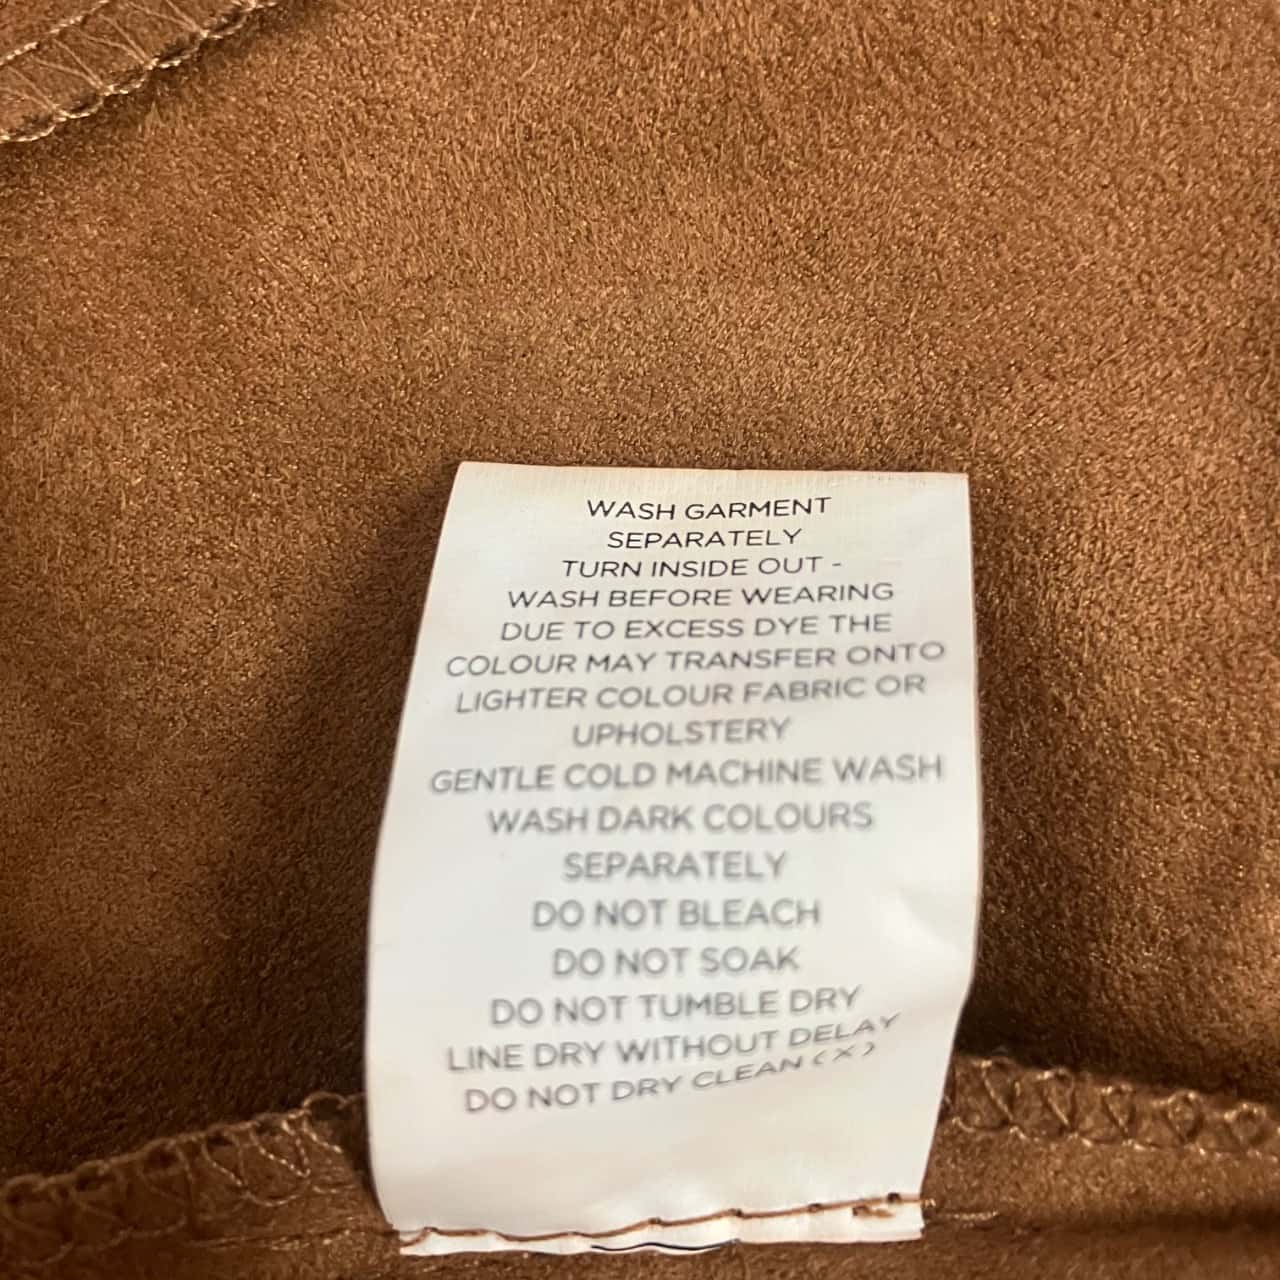 WASH GARMENT
SEPARATELY
TURN INSIDE OUT -
WASH BEFORE WEARING
DUE TO EXCESS DYE THE
COLOUR MAY TRANSFER ONTO
LIGHTER COLOUR FABRIC OR
UPHOLSTERY
GENTLE COLD MACHINE WASH
WASH DARK COLOURS
SEPARATELY
DO NOT BLEACH
DO NOT SOAK
DO NOT TUMBLE DRY
LINE DRY WITHOUT DELAY
DO NOT DRY CLEAN (X)